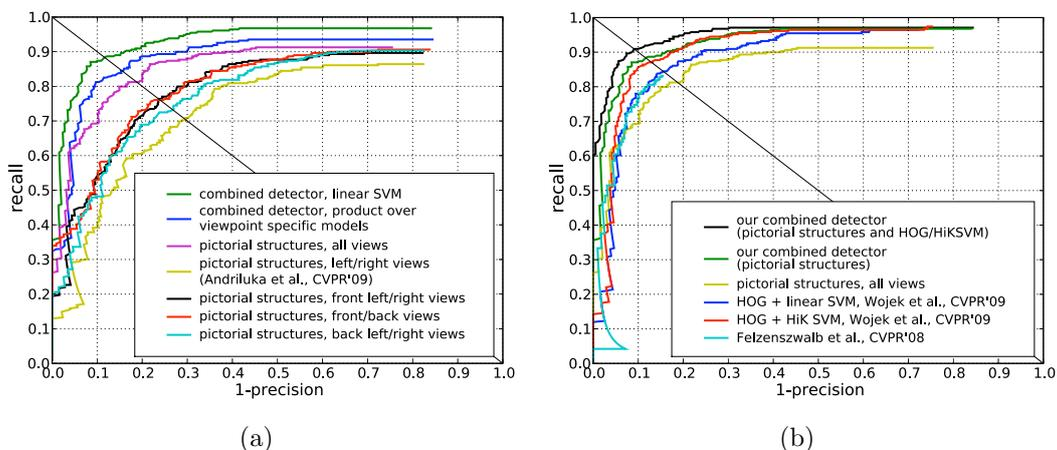 1.0
0.9
0.8
0.7
0.6
0.5
0.4
0.3
0.2
0.1
0.0
recall
0.0 0.1 0.2 0.3 0.4 0.5 0.6 0.7 0.8 0.9 1.0
1-precision
combined detector, linear SVM
combined detector, product over
viewpoint specific models
pictorial structures, all views
pictorial structures, left/right views
(Andriluka et al., CVPR'09)
pictorial structures, front left/right views
pictorial structures, front/back views
pictorial structures, back left/right views
(a)
1.0
0.9
0.8
0.7
0.6
0.5
0.4
0.3
0.2
0.1
0.0
recall
0.0 0.1 0.2 0.3 0.4 0.5 0.6 0.7 0.8 0.9 1.0
1-precision
our combined detector
(pictorial structures and HOG/HiKSVM)
our combined detector
(pictorial structures)
pictorial structures, all views
HOG + linear SVM, Wojek et al., CVPR'09
HOG + HiK SVM, Wojek et al., CVPR'09
Felzenszwalb et al., CVPR'08
(b)